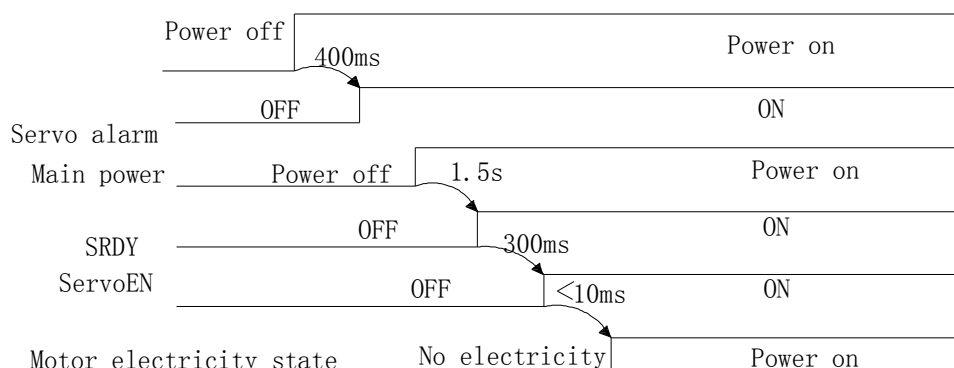 Power off
Power on
400ms
OFF ON
Servo alarm
Main power Power off 1.5s Power on
OFF ON
SRDY 300ms
ServoEN OFF <10ms ON
Motor electricity state No electricity Power on